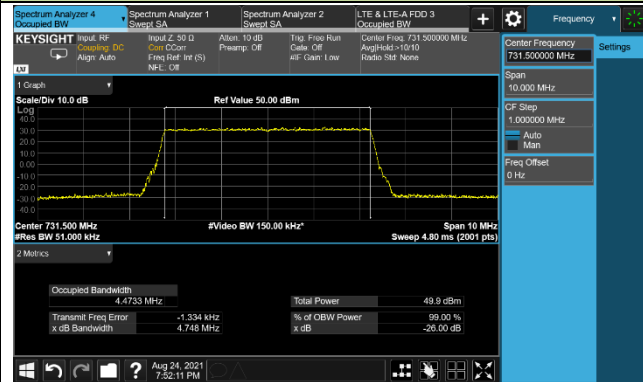 Spectrum Analyzer 4
Occupied BW
Spectrum Analyzer 1
Swept SA
Spectrum Analyzer 2
Swept SA
LTE & LTE-A FDD 3
Occupied BW
+
Frequency
KEYSIGHT
Input: RF
Coupling: DC
Align: Auto
Input Z: 50 Ω
Corr CCorr
Freq Ref: Int (S)
NFE: Off
Atten: 10 dB
Preamp: Off
Trig: Free Run
Gate: Off
#IF Gain: Low
Center Freq: 731.500000 MHz
Avg|Hold:>10/10
Radio Std: None
LXI
Center Frequency
731.500000 MHz
Settings
Span
10.000 MHz
CF Step
1.000000 MHz
Auto
Man
Freq Offset
0 Hz
1 Graph
Scale/Div 10.0 dB
Ref Value 50.00 dBm
Log
40.0
30.0
20.0
10.0
0.00
-10.0
-20.0
-30.0
-40.0
Center 731.500 MHz
#Video BW 150.00 kHz*
Span 10 MHz
#Res BW 51.000 kHz
Sweep 4.80 ms (2001 pts)
2 Metrics
Occupied Bandwidth
4.4733 MHz
Total Power
49.9 dBm
Transmit Freq Error
-1.334 kHz
% of OBW Power
99.00 %
x dB Bandwidth
4.748 MHz
x dB
-26.00 dB
?
Aug 24, 2021
7:52:11 PM